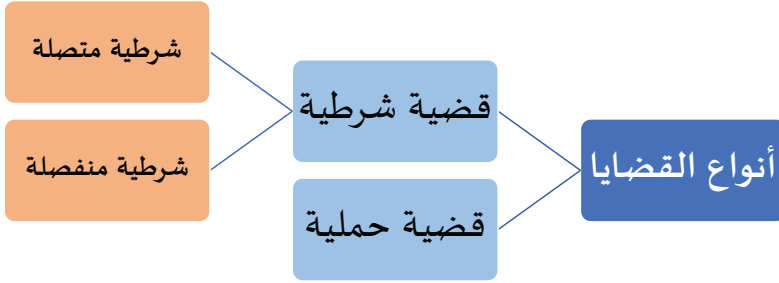 أنواع القضايا
قضية شرطية
شرطية متصلة
شرطية منفصلة
قضية حملية